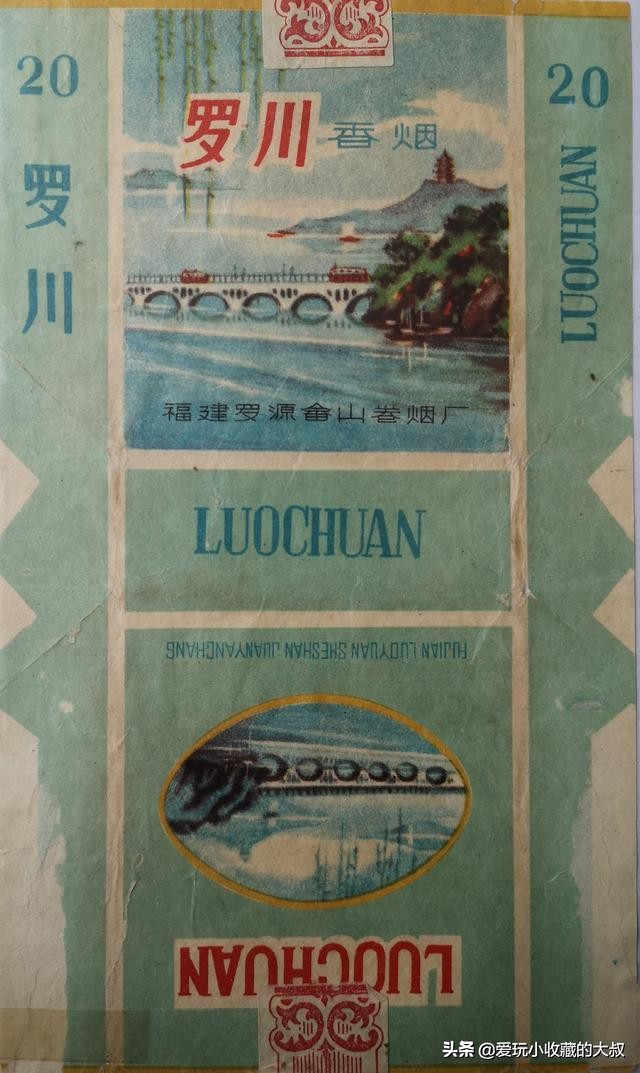 20
罗川
罗川香烟
福建罗源畲山卷烟厂
20
LUOCHUAN
LUOCHUAN
FUJIAN LUOYUAN SHESHAN JUANYANCHANG
LUOCHUAN
头条 @爱玩小收藏的大叔